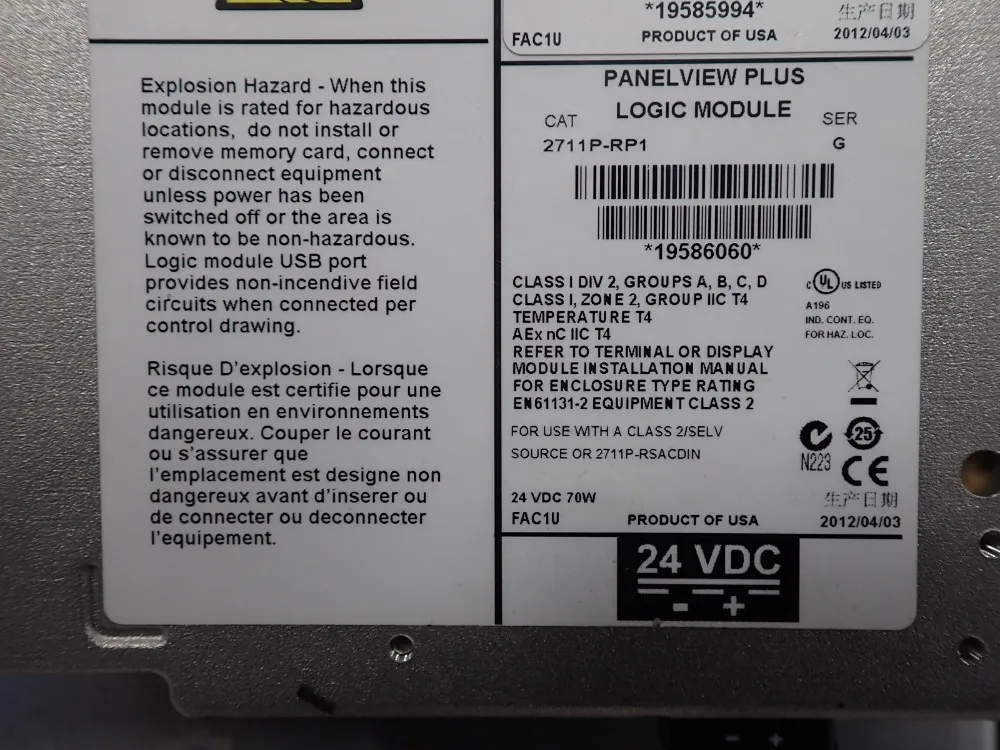 Explosion Hazard - When this
module is rated for hazardous
locations, do not install or
remove memory card, connect
or disconnect equipment
unless power has been
switched off or the area is
known to be non-hazardous.
Logic module USB port
provides non-incendive field
circuits when connected per
control drawing.
Risque D'explosion - Lorsque
ce module est certifie pour une
utilisation en environnements
dangereux. Couper le courant
ou s'assurer que
l'emplacement est designe non
dangereux avant d'inserer ou
de connecter ou deconnecter
l'equipement.
*19585994*
生产日期
FAC1U PRODUCT OF USA 2012/04/03
PANELVIEW PLUS
LOGIC MODULE
CAT SER
2711P-RP1 G
*19586060*
CLASS I DIV 2, GROUPS A, B, C, D
CLASS I, ZONE 2, GROUP IIC T4
TEMPERATURE T4
AEx nC IIC T4
REFER TO TERMINAL OR DISPLAY
MODULE INSTALLATION MANUAL
FOR ENCLOSURE TYPE RATING
EN61131-2 EQUIPMENT CLASS 2
C UL US LISTED
A196
IND. CONT. EQ.
FOR HAZ. LOC.
FOR USE WITH A CLASS 2/SELV
SOURCE OR 2711P-RSACDIN
25
N223 CE
24 VDC 70W 生产日期
FAC1U PRODUCT OF USA 2012/04/03
24 VDC
- +
- +